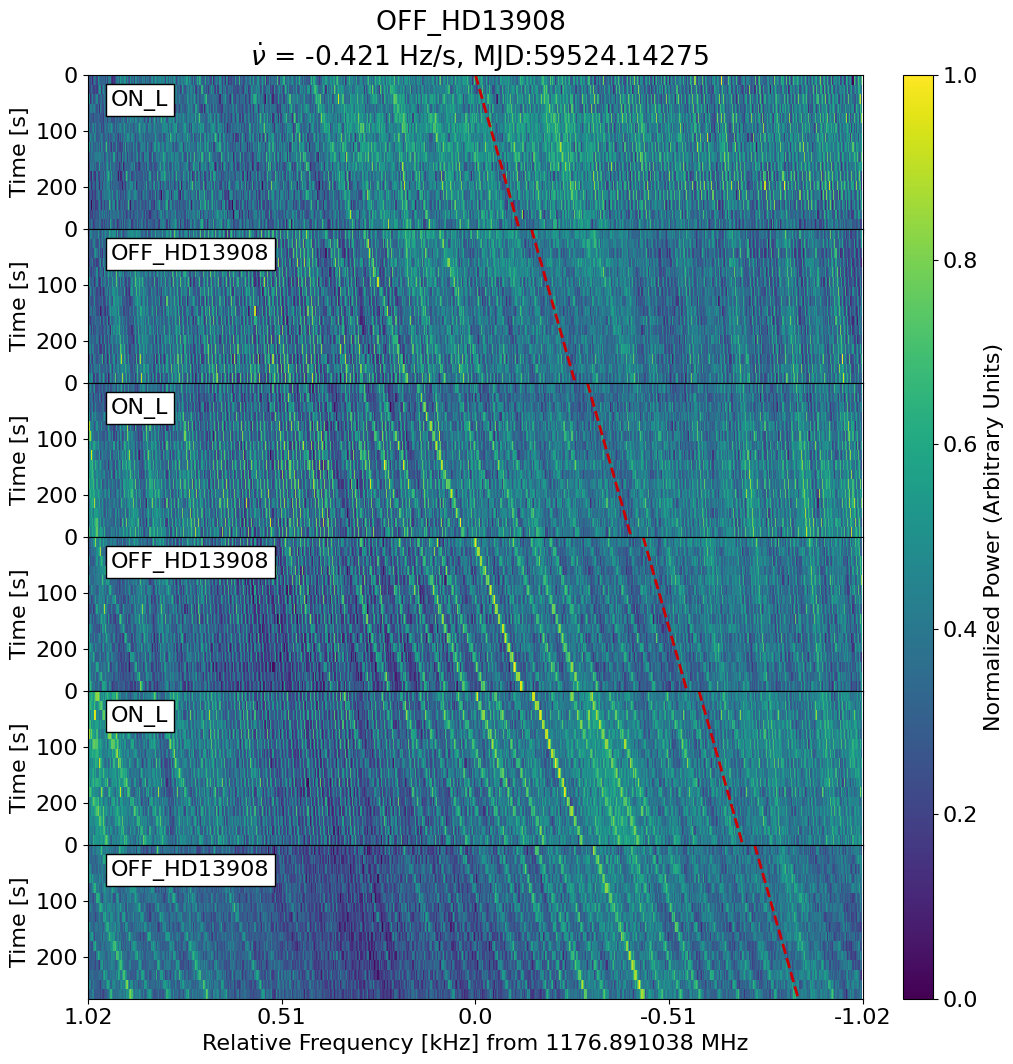 OFF_HD13908
ν̇ = -0.421 Hz/s, MJD:59524.14275
0
100
200
Time [s]
ON_L
0
100
200
Time [s]
OFF_HD13908
0
100
200
Time [s]
ON_L
0
100
200
Time [s]
OFF_HD13908
0
100
200
Time [s]
ON_L
0
100
200
Time [s]
OFF_HD13908
1.02 0.51 0.0 -0.51 -1.02
Relative Frequency [kHz] from 1176.891038 MHz
1.0
0.8
0.6
0.4
0.2
0.0
Normalized Power (Arbitrary Units)